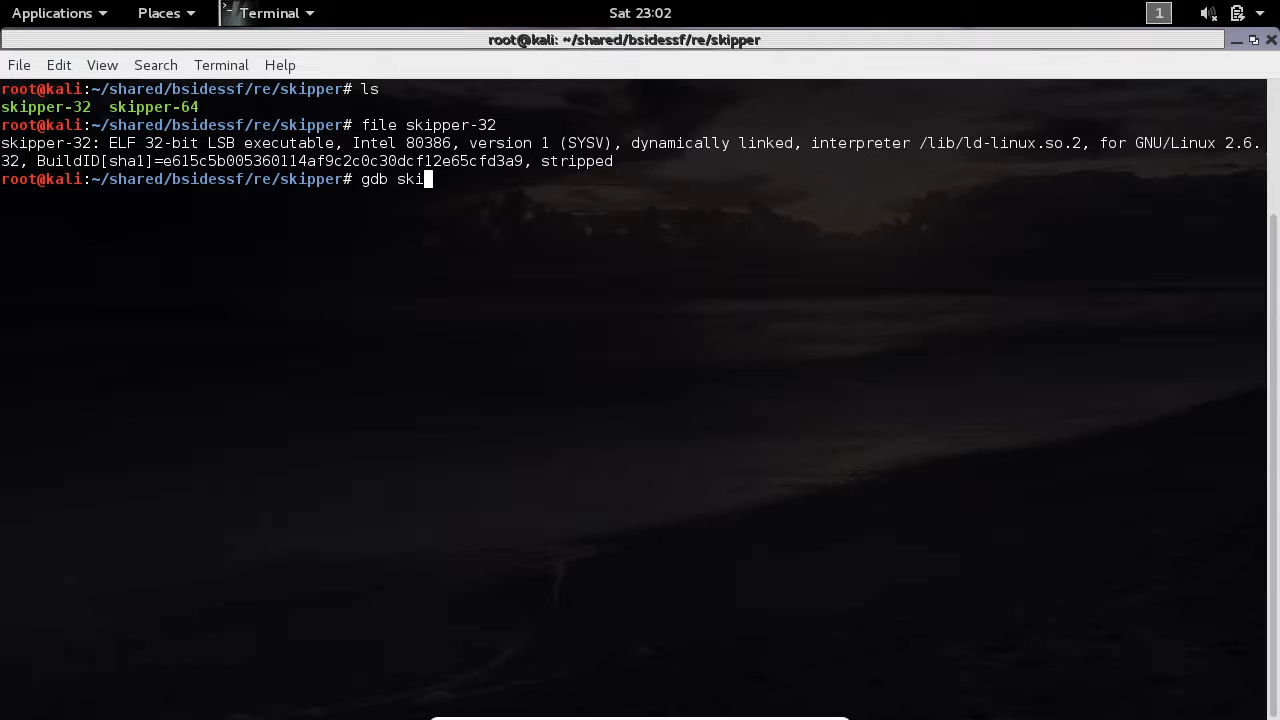 Applications Places Terminal Sat 23:02 1
root@kali: ~/shared/bsidessf/re/skipper
File Edit View Search Terminal Help
root@kali:~/shared/bsidessf/re/skipper# ls
skipper-32 skipper-64
root@kali:~/shared/bsidessf/re/skipper# file skipper-32
skipper-32: ELF 32-bit LSB executable, Intel 80386, version 1 (SYSV), dynamically linked, interpreter /lib/ld-linux.so.2, for GNU/Linux 2.6.
32, BuildID[sha1]=e615c5b005360114af9c2c0c30dcf12e65cfd3a9, stripped
root@kali:~/shared/bsidessf/re/skipper# gdb ski